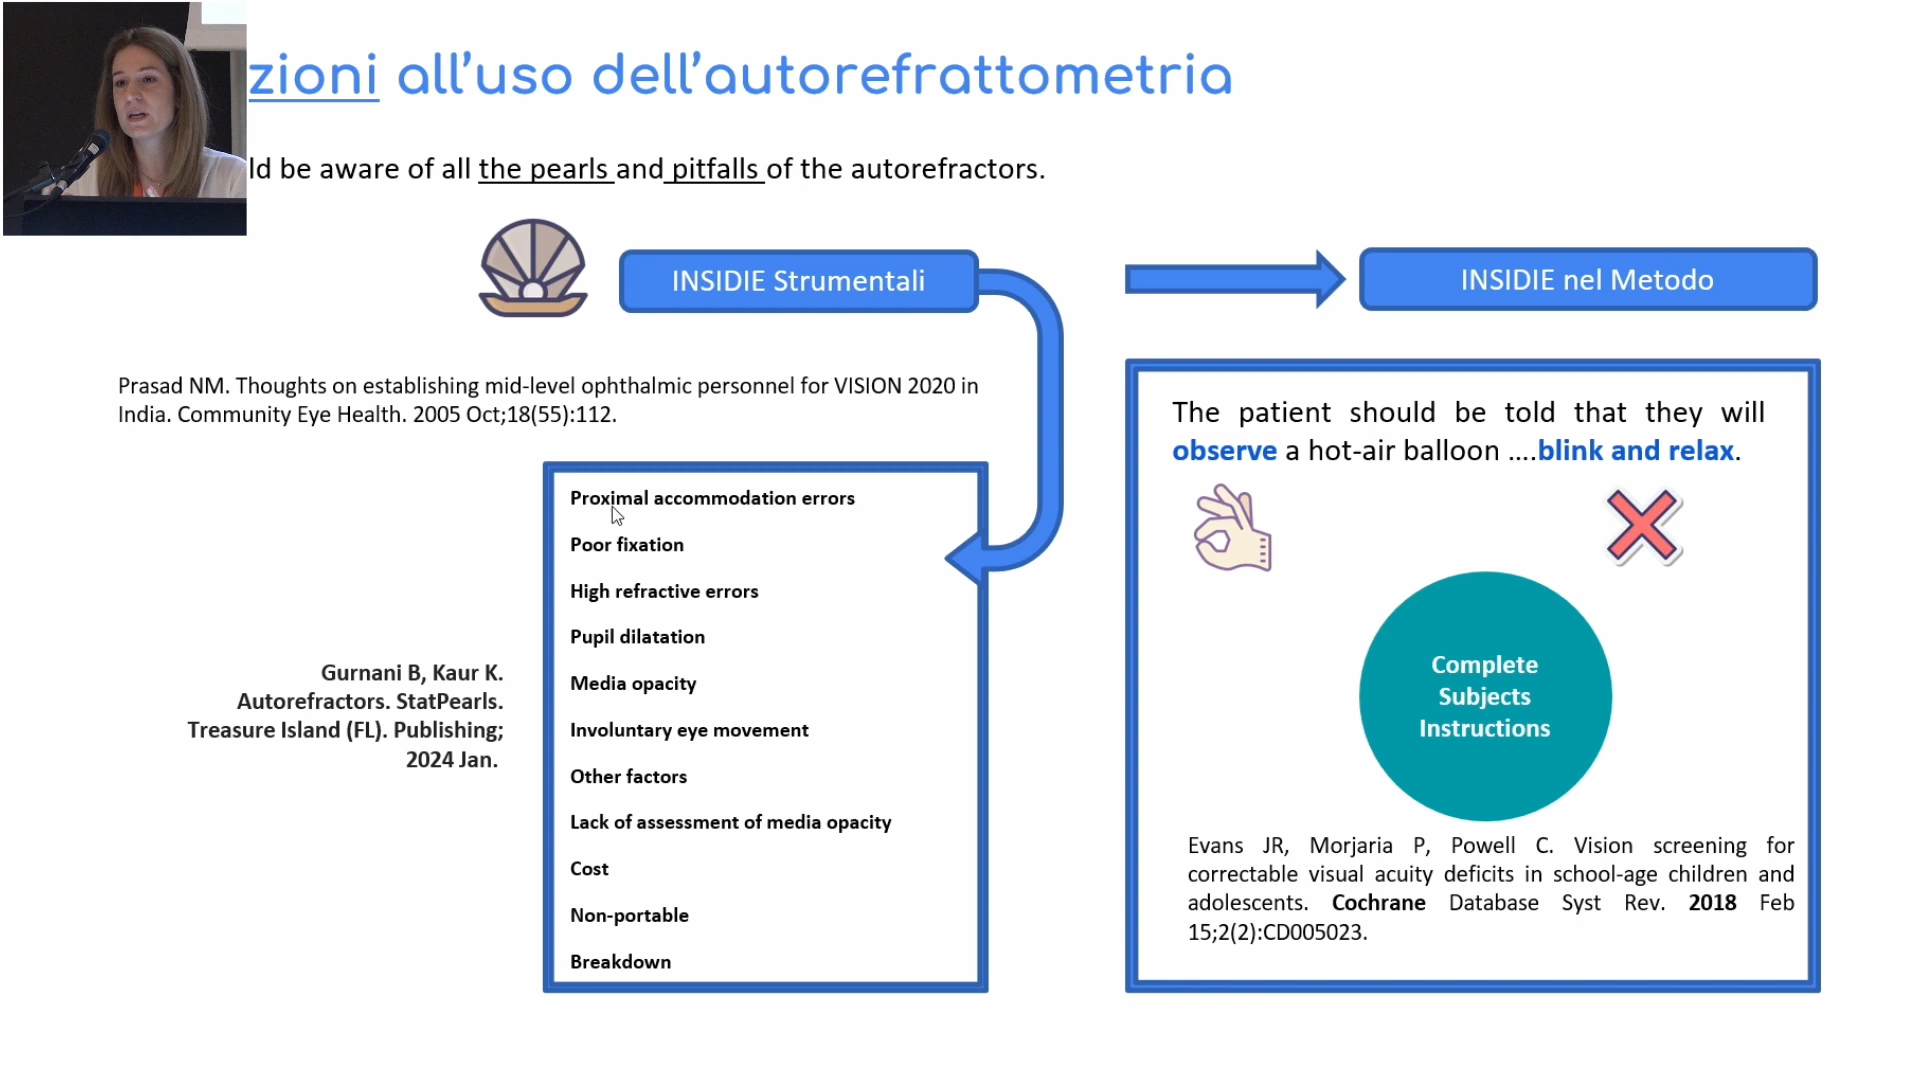 zioni all’uso dell’autorefrattometria
ld be aware of all the pearls and pitfalls of the autorefractors.
INSIDIE Strumentali
INSIDIE nel Metodo
Prasad NM. Thoughts on establishing mid-level ophthalmic personnel for VISION 2020 in
India. Community Eye Health. 2005 Oct;18(55):112.
Gurnani B, Kaur K.
Autorefractors. StatPearls.
Treasure Island (FL). Publishing;
2024 Jan.
Proximal accommodation errors
Poor fixation
High refractive errors
Pupil dilatation
Media opacity
Involuntary eye movement
Other factors
Lack of assessment of media opacity
Cost
Non-portable
Breakdown
The patient should be told that they will
observe a hot-air balloon ....blink and relax.
Complete
Subjects
Instructions
Evans JR, Morjaria P, Powell C. Vision screening for
correctable visual acuity deficits in school-age children and
adolescents. Cochrane Database Syst Rev. 2018 Feb
15;2(2):CD005023.